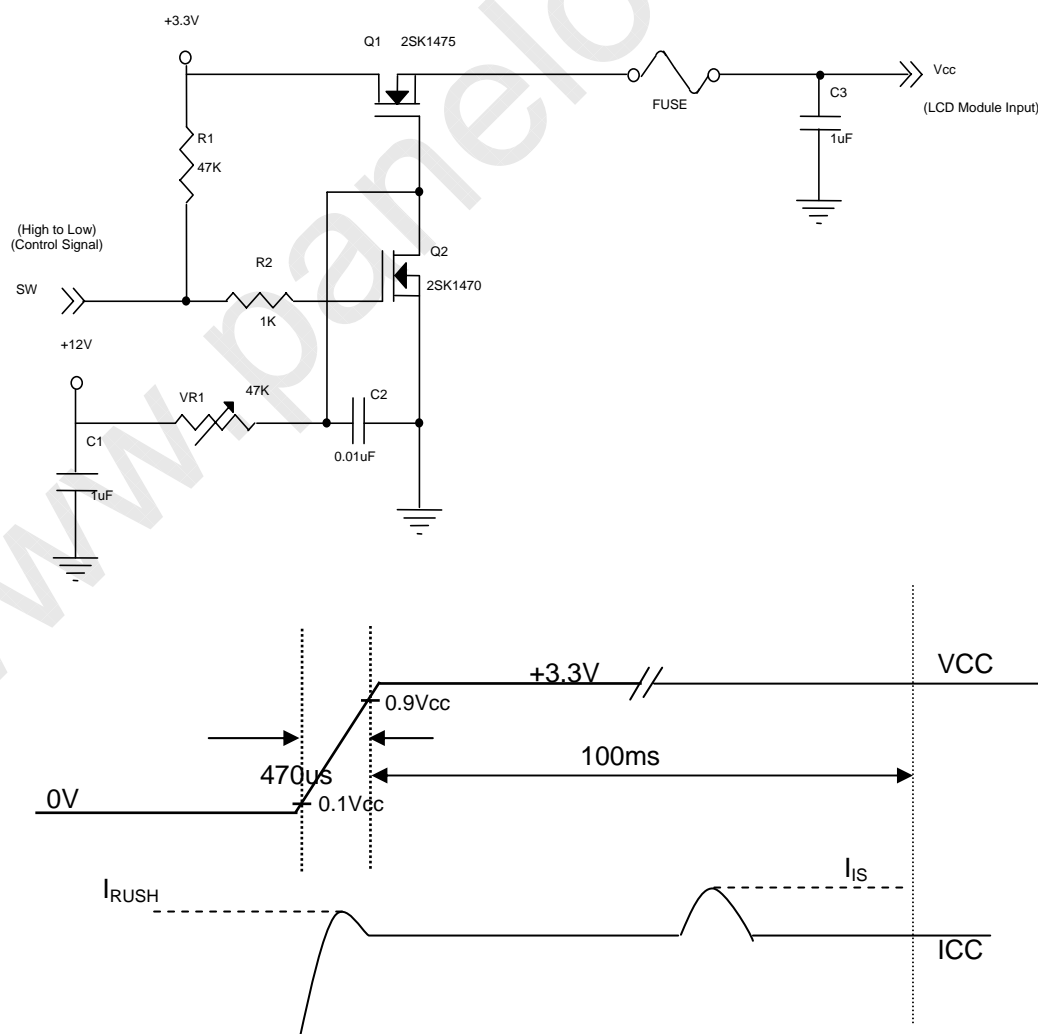 +3.3V
Q1 2SK1475
Vcc
FUSE
C3
(LCD Module Input)
R1
47K
1uF
(High to Low)
(Control Signal)
Q2
R2
SW
2SK1470
1K
+12V
47K
VR1
C2
C1
0.01uF
1uF
VCC
+3.3V
0.9Vcc
100ms
470us
0V
0.1Vcc
IIS
IRUSH
ICC
www.panelo